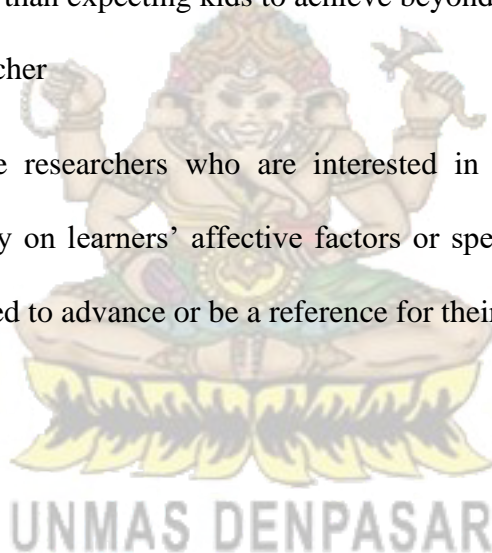 than expecting kids to achieve beyond
cher
e researchers who are interested in
y on learners' affective factors or spe
ed to advance or be a reference for their
UNMAS DENPASAR